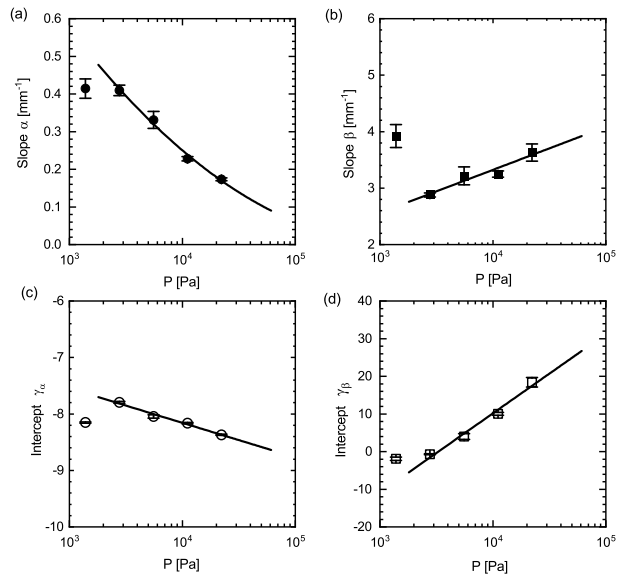 (a)
0.6
0.5
0.4
0.3
0.2
0.1
0.0
Slope α [mm⁻¹]
10³ 10⁴ 10⁵
P [Pa]
(b)
6
5
4
3
2
Slope β [mm⁻¹]
10³ 10⁴ 10⁵
P [Pa]
(c)
-6
-7
-8
-9
-10
Intercept γα
10³ 10⁴ 10⁵
P [Pa]
(d)
40
30
20
10
0
-10
-20
Intercept γβ
10³ 10⁴ 10⁵
P [Pa]